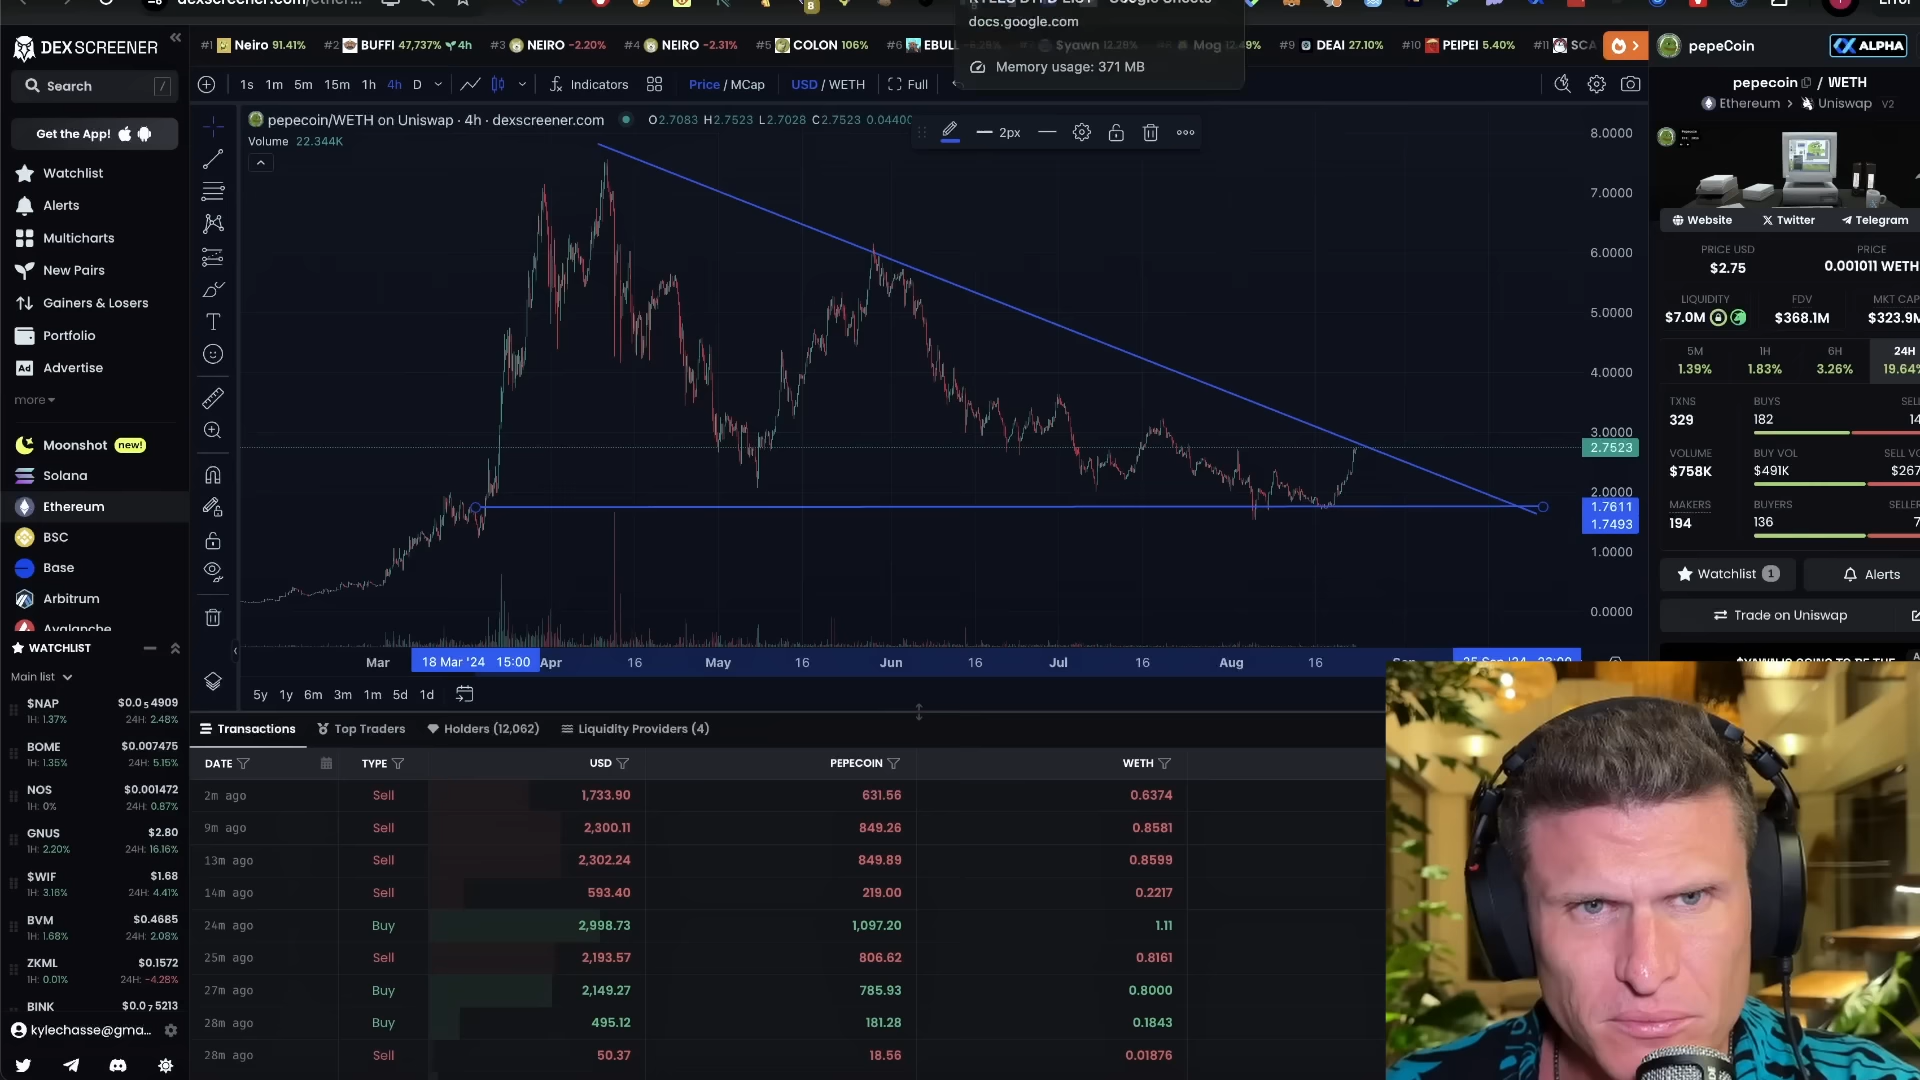 docs.google.com
Memory usage: 371 MB
DEX SCREENER
#1 Neiro 91.41% #2 BUFFI 47,737% 4h #3 NEIRO -2.20% #4 NEIRO -2.31% #5 COLON 106% #6 EBULL #9 DEAI 27.10% #10 PEIPEI 5.40% #11 SCA
pepeCoin ALPHA
Search /
1s 1m 5m 15m 1h 4h D Indicators Price / MCap USD / WETH Full
pepecoin / WETH
Ethereum > Uniswap V2
Get the App!
pepecoin/WETH on Uniswap · 4h · dexscreener.com O2.7083 H2.7523 L2.7028 C2.7523 0.04400
Volume 22.344K
2px
Watchlist
Alerts
Multicharts
New Pairs
Gainers & Losers
Portfolio
Advertise
more
Moonshot new!
Solana
Ethereum
BSC
Base
Arbitrum
Avalanche
8.0000
7.0000
6.0000
5.0000
4.0000
3.0000
2.7523
2.0000
1.7611
1.7493
1.0000
0.0000
Website Twitter Telegram
PRICE USD PRICE
$2.75 0.001011 WETH
LIQUIDITY FDV MKT CAP
$7.0M $368.1M $323.9M
5M 1H 6H 24H
1.39% 1.83% 3.26% 19.64%
TXNS BUYS SELL
329 182 14
VOLUME BUY VOL SELL VO
$758K $491K $267
MAKERS BUYERS SELLER
194 136 7
Watchlist 1 Alerts
Trade on Uniswap
Mar 18 Mar '24 15:00 Apr 16 May 16 Jun 16 Jul 16 Aug 16
5y 1y 6m 3m 1m 5d 1d
WATCHLIST
Main list
$NAP $0.0₅4909
1H: 1.37% 24H: 2.48%
BOME $0.007475
1H: 1.35% 24H: 5.15%
NOS $0.001472
1H: 0% 24H: 0.87%
GNUS $2.80
1H: 2.20% 24H: 16.16%
$WIF $1.68
1H: 3.16% 24H: 4.41%
BVM $0.4685
1H: 1.68% 24H: 2.08%
ZKML $0.1572
1H: 0.01% 24H: -4.28%
BINK $0.0₇5213
kylechasse@gma...
Transactions Top Traders Holders (12,062) Liquidity Providers (4)
DATE TYPE USD PEPECOIN WETH
2m ago Sell 1,733.90 631.56 0.6374
9m ago Sell 2,300.11 849.26 0.8581
13m ago Sell 2,302.24 849.89 0.8599
14m ago Sell 593.40 219.00 0.2217
24m ago Buy 2,998.73 1,097.20 1.11
25m ago Sell 2,193.57 806.62 0.8161
27m ago Buy 2,149.27 785.93 0.8000
28m ago Buy 495.12 181.28 0.1843
28m ago Sell 50.37 18.56 0.01876